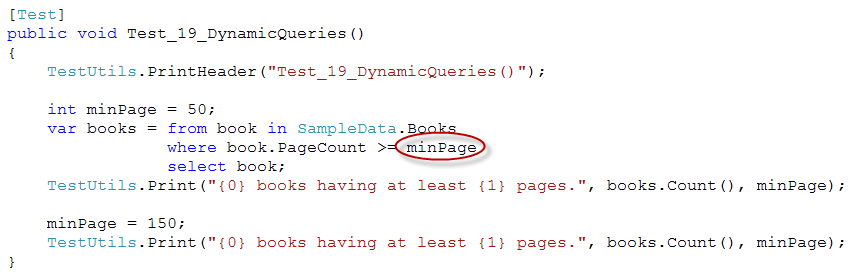 [Test]
public void Test_19_DynamicQueries()
{
    TestUtils.PrintHeader("Test_19_DynamicQueries()");
    int minPage = 50;
    var books = from book in SampleData.Books
                where book.PageCount >= minPage
                select book;
    TestUtils.Print("{0} books having at least {1} pages.", books.Count(), minPage);
    minPage = 150;
    TestUtils.Print("{0} books having at least {1} pages.", books.Count(), minPage);
}